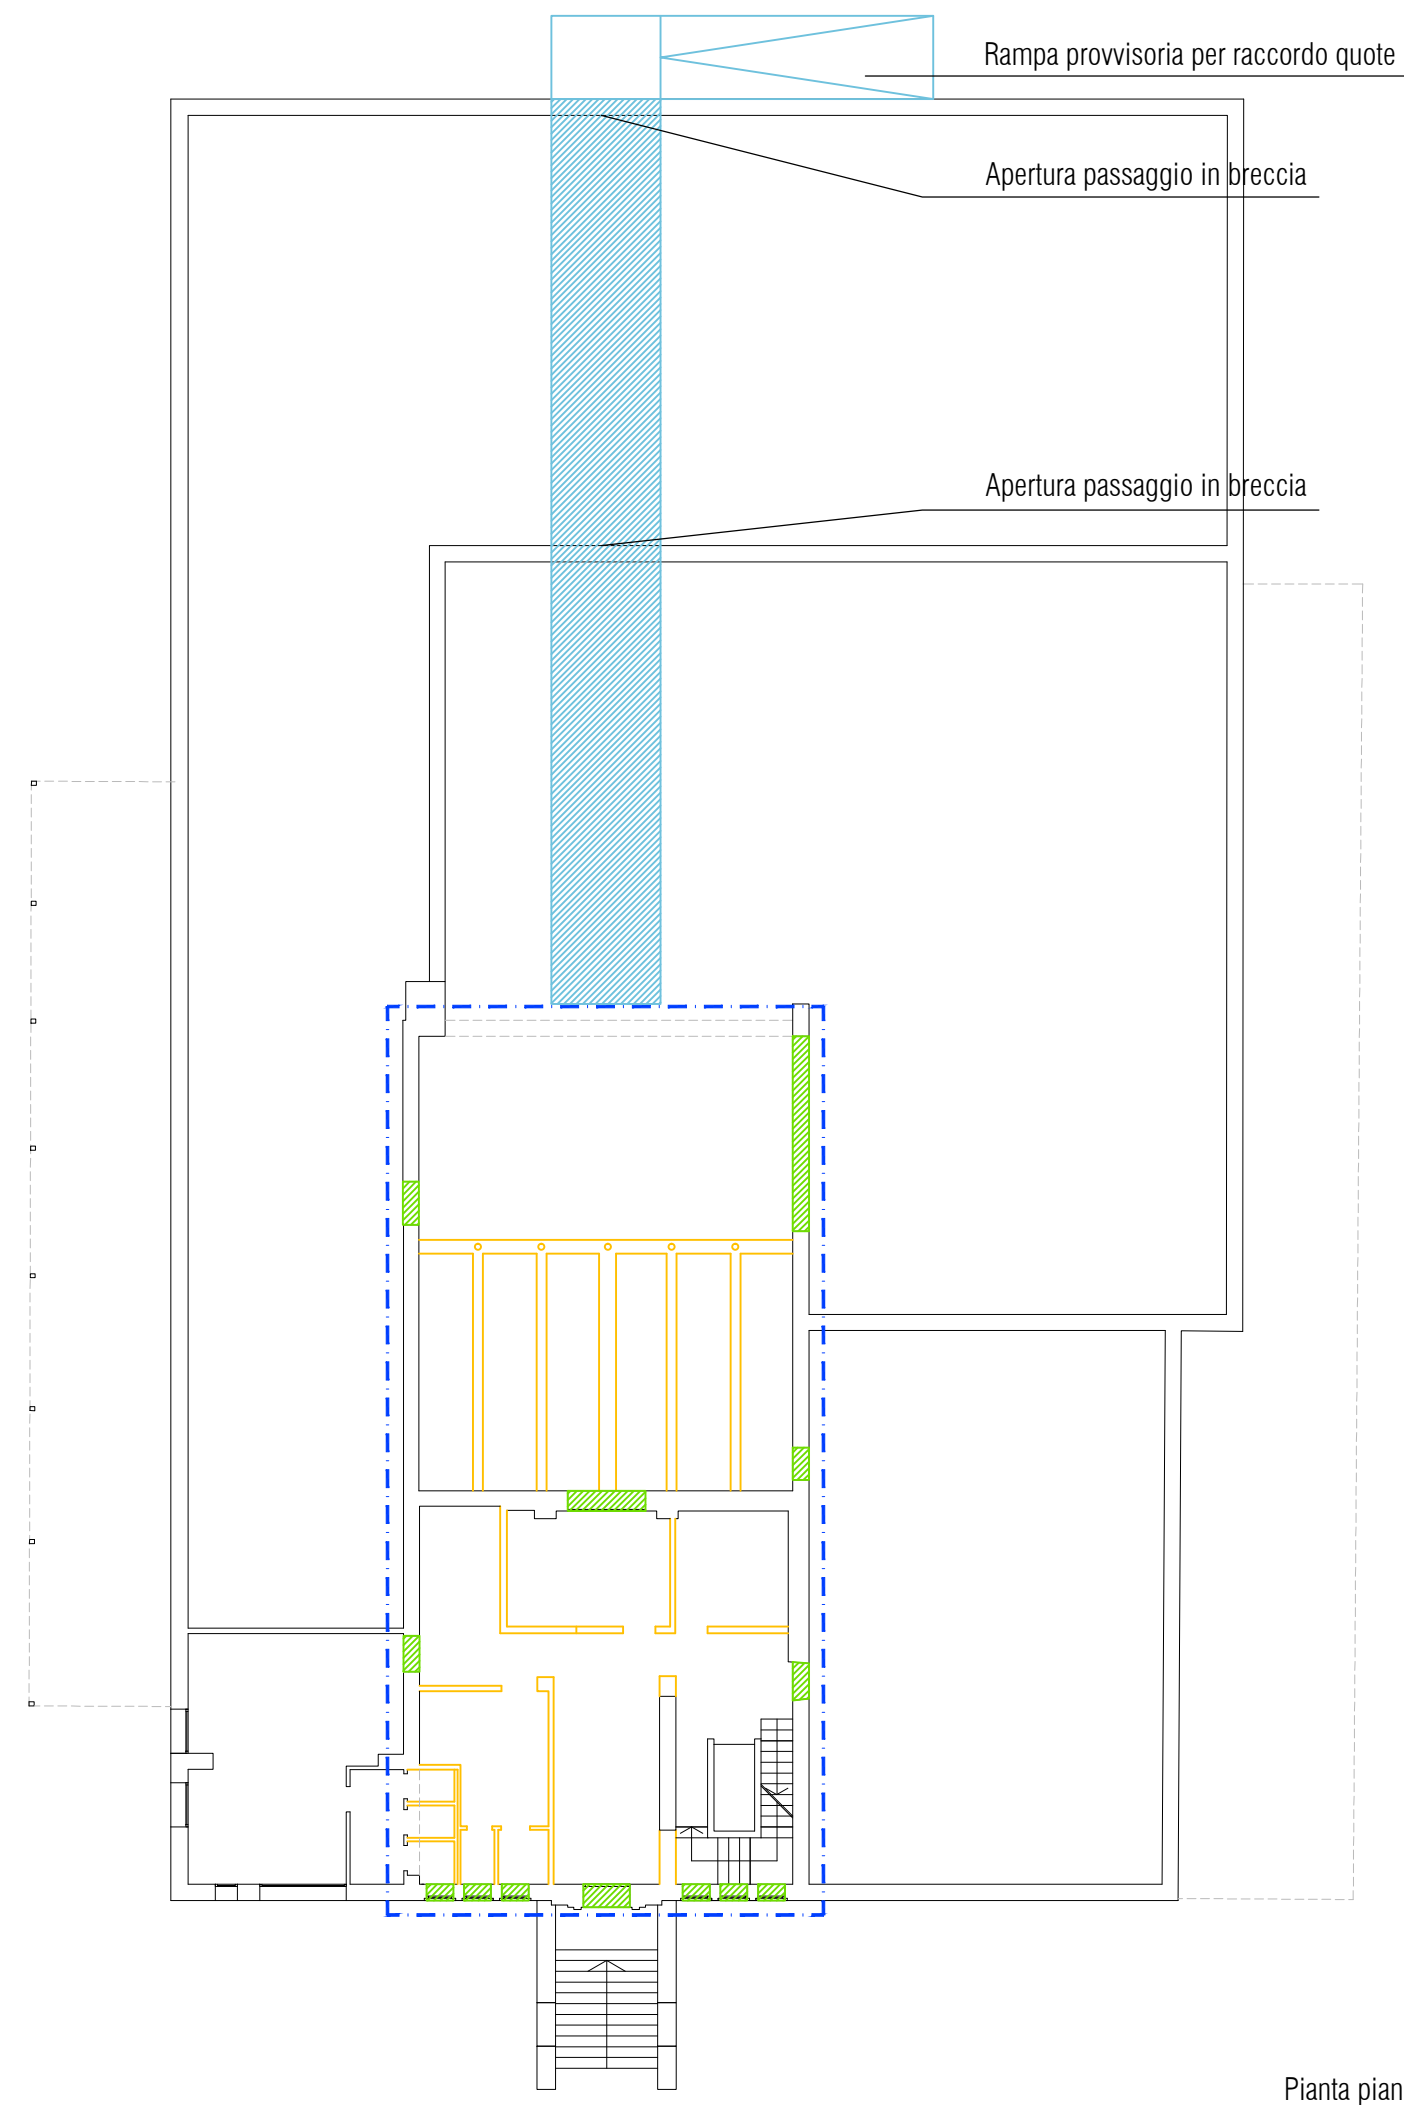 Rampa provvisoria per raccordo quote
Apertura passaggio in breccia
Apertura passaggio in breccia
Pianta pian